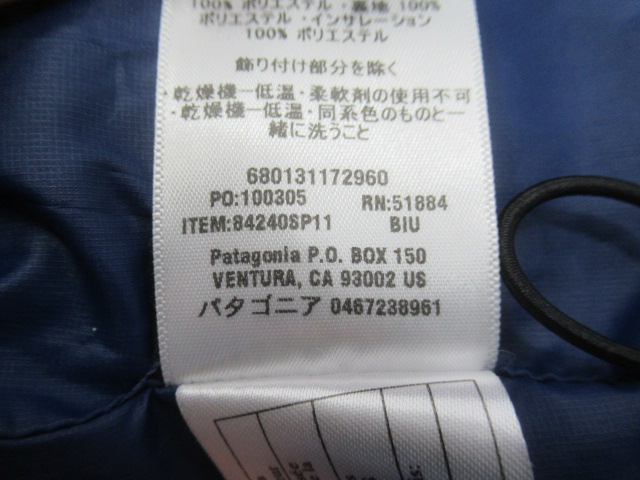 100% ポリエステル・裏地 100%
ポリエステル・インサレーション
100% ポリエステル
飾り付け部分を除く
・乾燥機一低温・柔軟剤の使用不可
・乾燥機一低温・同系色のものと一
緒に洗うこと
680131172960
PO:100305 RN:51884
ITEM:84240SP11 BIU
Patagonia P.O. BOX 150
VENTURA, CA 93002 US
パタゴニア 0467238961